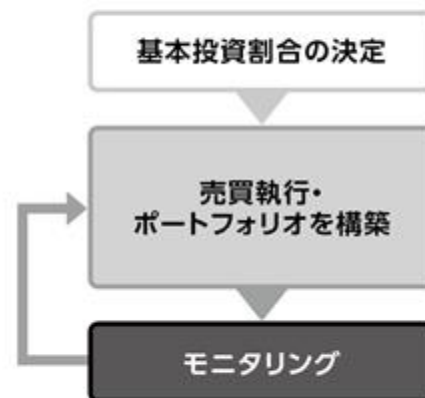 基本投資割合の決定
売買執行・
ポートフォリオを構築
モニタリング